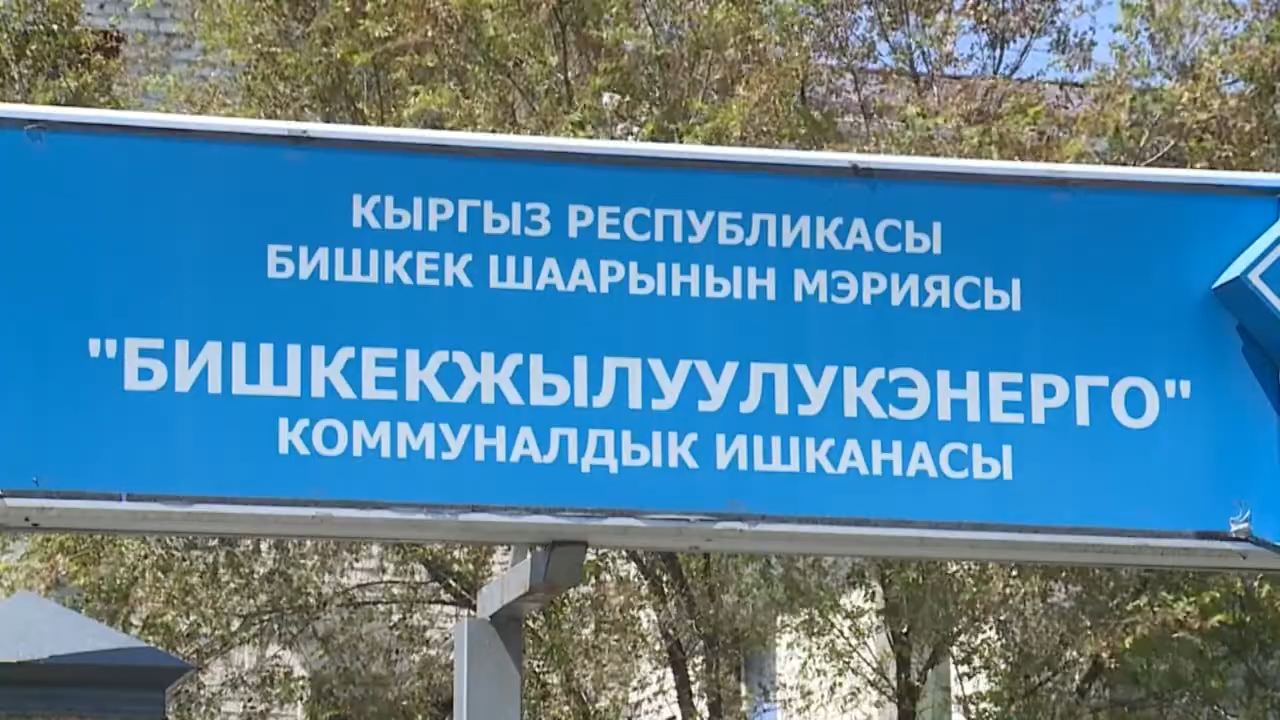 КЫРГЫЗ РЕСПУБЛИКАСЫ
БИШКЕК ШААРЫНЫН МЭРИЯСЫ
"БИШКЕКЖЫЛУУЛУКЭНЕРГО"
КОММУНАЛДЫК ИШКАНАСЫ